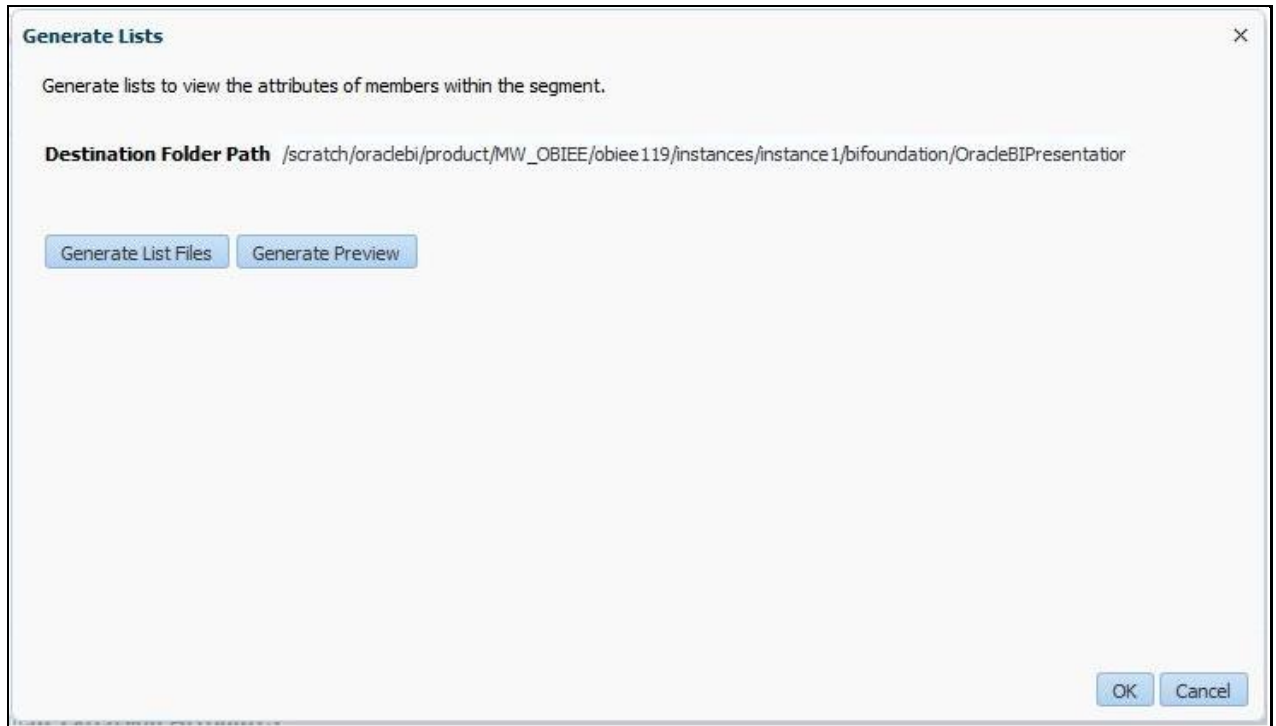 Generate Lists
Generate lists to view the attributes of members within the segment.
Destination Folder Path /scratch/oraclebi/product/MW_OBIEE/obiee119/instances/instance1/bifoundation/OracleBIPresentatior
Generate List Files Generate Preview
OK Cancel